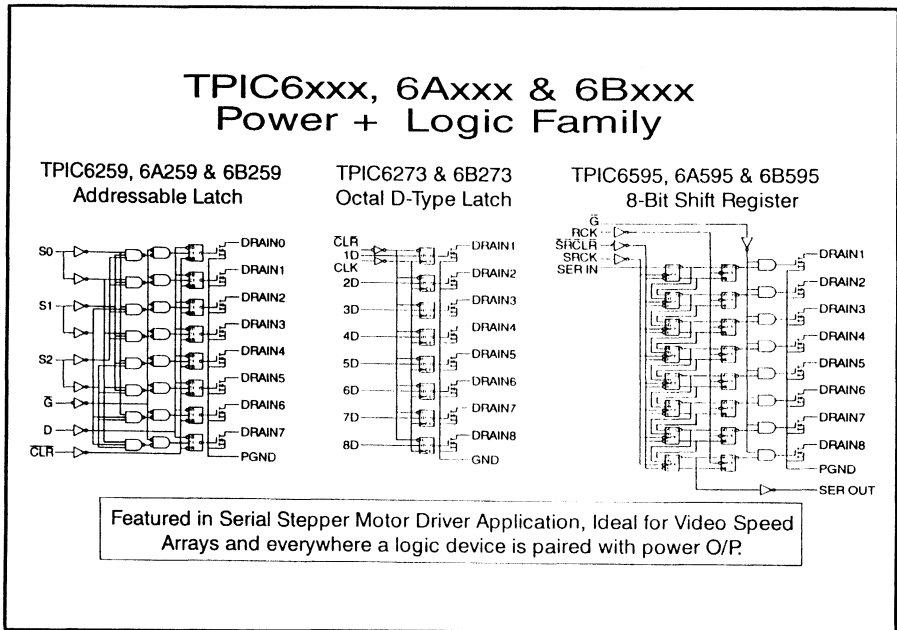 TPIC6xxx, 6Axxx & 6Bxxx
Power + Logic Family
TPIC6259, 6A259 & 6B259
Addressable Latch
S0
S1
S2
G̅
D
C̅L̅R̅
DRAIN0
DRAIN1
DRAIN2
DRAIN3
DRAIN4
DRAIN5
DRAIN6
DRAIN7
PGND
TPIC6273 & 6B273
Octal D-Type Latch
C̅L̅R̅
1D
CLK
2D
3D
4D
5D
6D
7D
8D
DRAIN1
DRAIN2
DRAIN3
DRAIN4
DRAIN5
DRAIN6
DRAIN7
DRAIN8
GND
TPIC6595, 6A595 & 6B595
8-Bit Shift Register
G̅
RCK
S̅R̅C̅L̅R̅
SRCK
SER IN
DRAIN1
DRAIN2
DRAIN3
DRAIN4
DRAIN5
DRAIN6
DRAIN7
DRAIN8
PGND
SER OUT
Featured in Serial Stepper Motor Driver Application, Ideal for Video Speed
Arrays and everywhere a logic device is paired with power O/P.